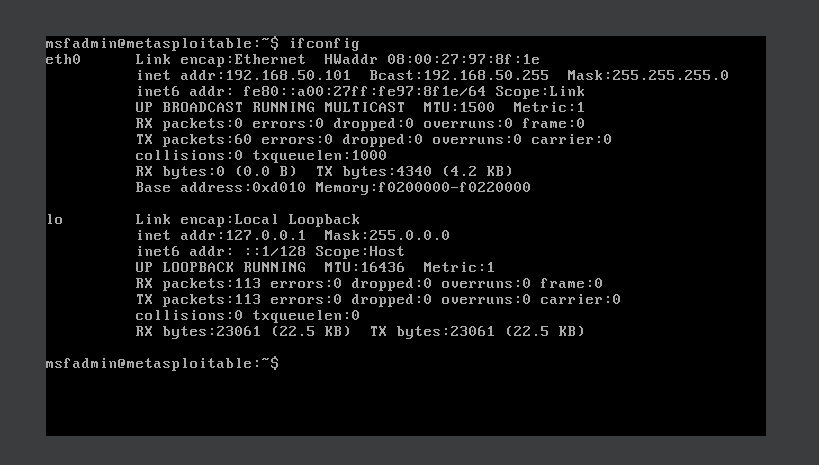 msfadmin@metasploitable:~$ ifconfig
eth0      Link encap:Ethernet  HWaddr 08:00:27:97:8f:1e
          inet addr:192.168.50.101  Bcast:192.168.50.255  Mask:255.255.255.0
          inet6 addr: fe80::a00:27ff:fe97:8f1e/64 Scope:Link
          UP BROADCAST RUNNING MULTICAST  MTU:1500  Metric:1
          RX packets:0 errors:0 dropped:0 overruns:0 frame:0
          TX packets:60 errors:0 dropped:0 overruns:0 carrier:0
          collisions:0 txqueuelen:1000
          RX bytes:0 (0.0 B)  TX bytes:4340 (4.2 KB)
          Base address:0xd010 Memory:f0200000-f0220000

lo        Link encap:Local Loopback
          inet addr:127.0.0.1  Mask:255.0.0.0
          inet6 addr: ::1/128 Scope:Host
          UP LOOPBACK RUNNING  MTU:16436  Metric:1
          RX packets:113 errors:0 dropped:0 overruns:0 frame:0
          TX packets:113 errors:0 dropped:0 overruns:0 carrier:0
          collisions:0 txqueuelen:0
          RX bytes:23061 (22.5 KB)  TX bytes:23061 (22.5 KB)

msfadmin@metasploitable:~$